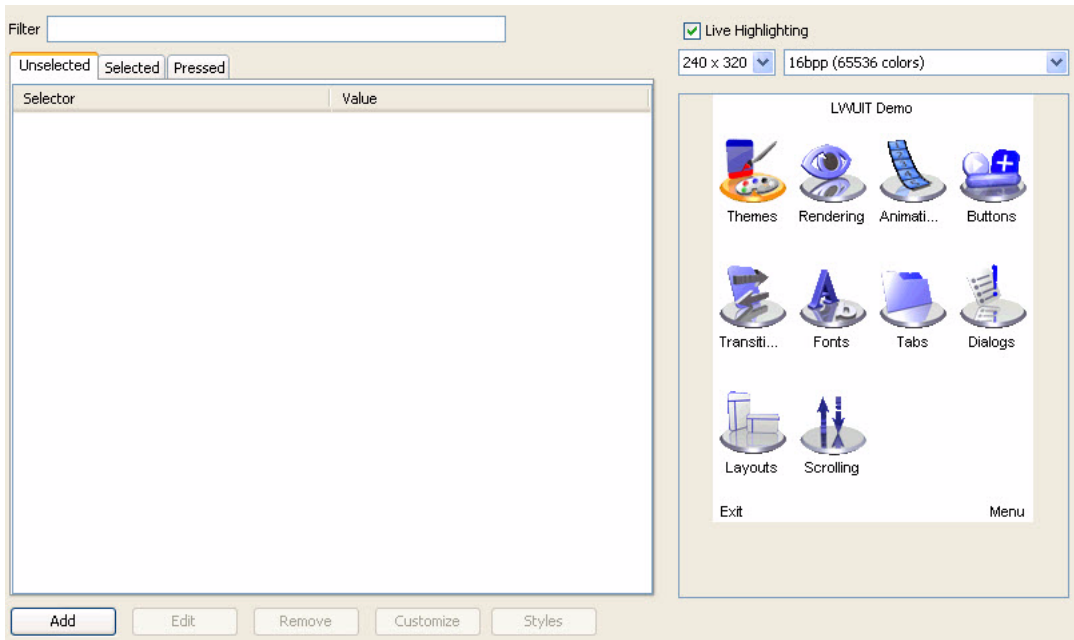 Filter
Unselected Selected Pressed
Selector Value
Add Edit Remove Customize Styles
Live Highlighting
240 x 320 16bpp (65536 colors)
LWUIT Demo
Themes Rendering Animati... Buttons
Transiti... Fonts Tabs Dialogs
Layouts Scrolling
Exit Menu